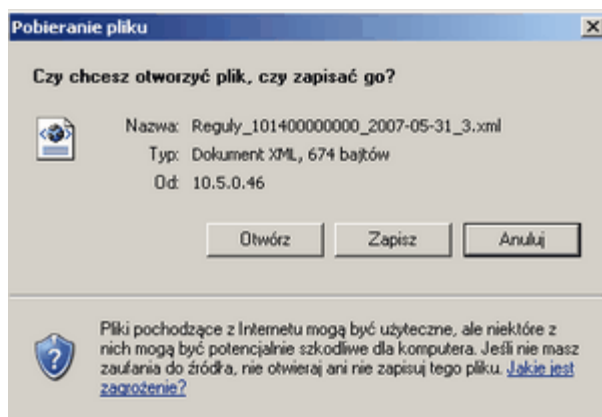 Pobieranie pliku
Czy chcesz otworzyć plik, czy zapisać go?
Nazwa: Reguly_101400000000_2007-05-31_3.xml
Typ: Dokument XML, 674 bajtów
Od: 10.5.0.46
Otwórz Zapisz Anuluj
Pliki pochodzące z Internetu mogą być użyteczne, ale niektóre z
nich mogą być potencjalnie szkodliwe dla komputera. Jeśli nie masz
zaufania do źródła, nie otwieraj ani nie zapisuj tego pliku. Jakie jest
zagrożenie?